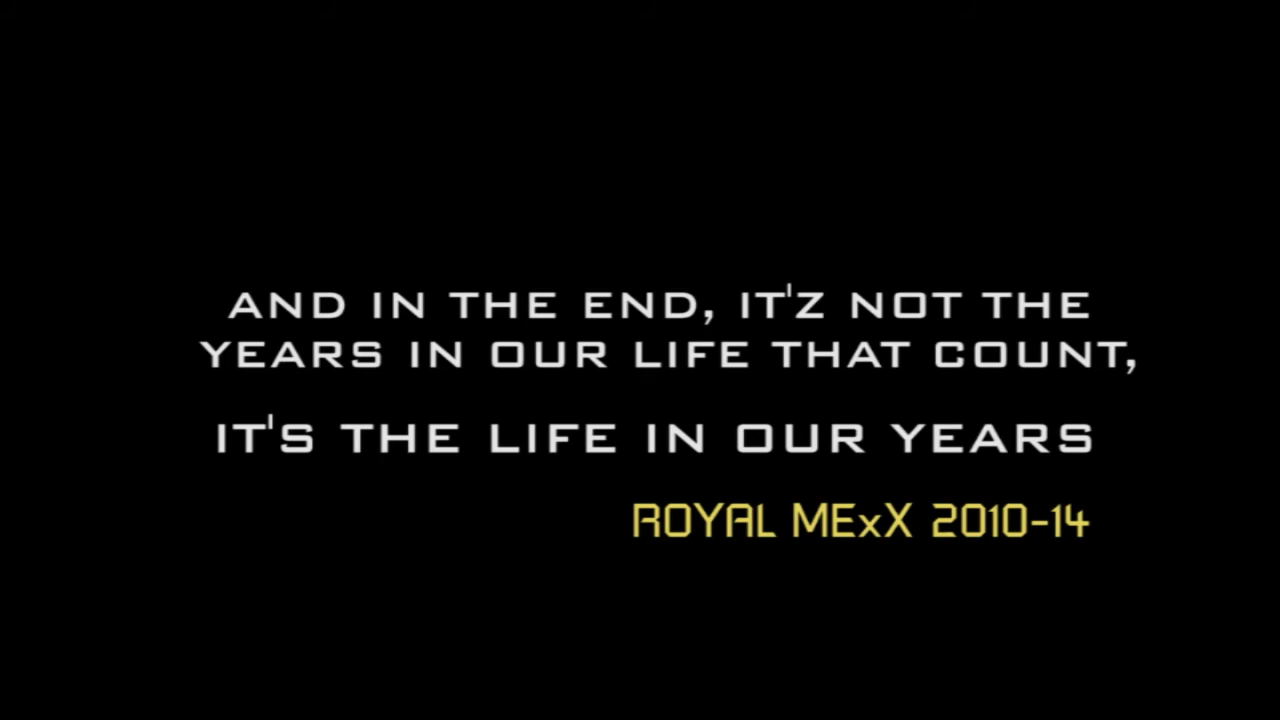 AND IN THE END, IT'Z NOT THE
YEARS IN OUR LIFE THAT COUNT,
IT'S THE LIFE IN OUR YEARS
ROYAL MExX 2010-14